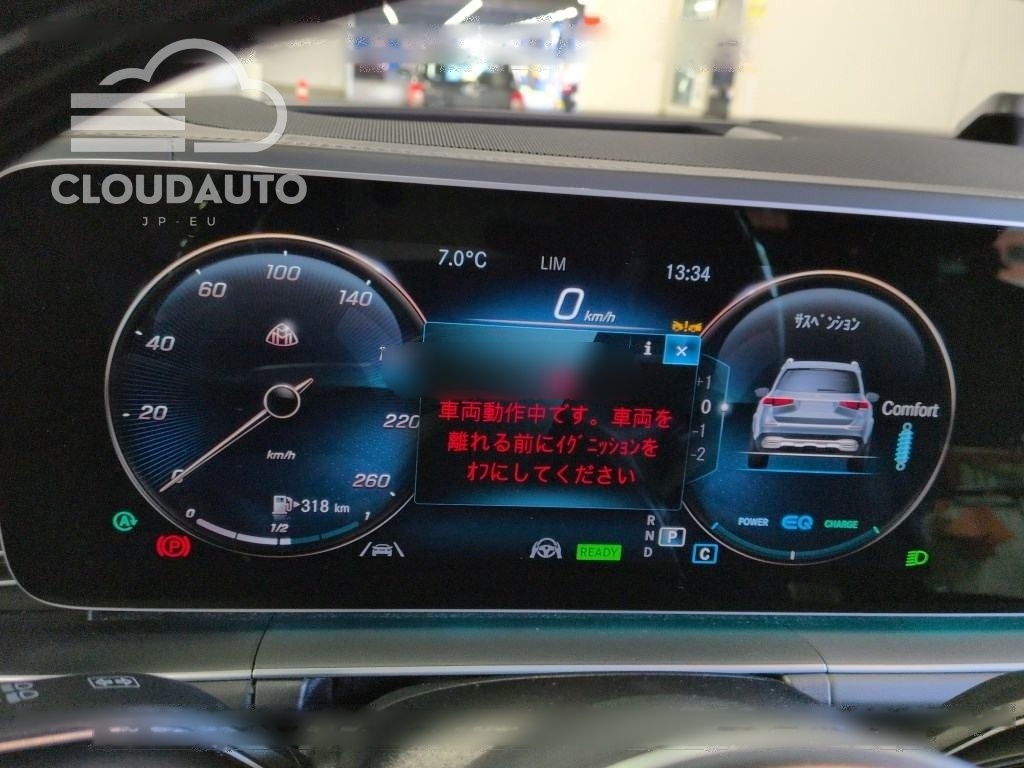 CLOUDAUTO
JP-EU
7.0°C
LIM
13:34
0 km/h
100
60
140
40
20
220
0
km/h
260
318 km
0
1/2
1
i
×
車両動作中です。車両を
離れる前にｲｸﾞﾆｯｼｮﾝを
ｵﾌにしてください
+1
0
-1
-2
ｻｽﾍﾟﾝｼｮﾝ
Comfort
POWER
EQ
CHARGE
A
P
READY
R
N
D
P
C